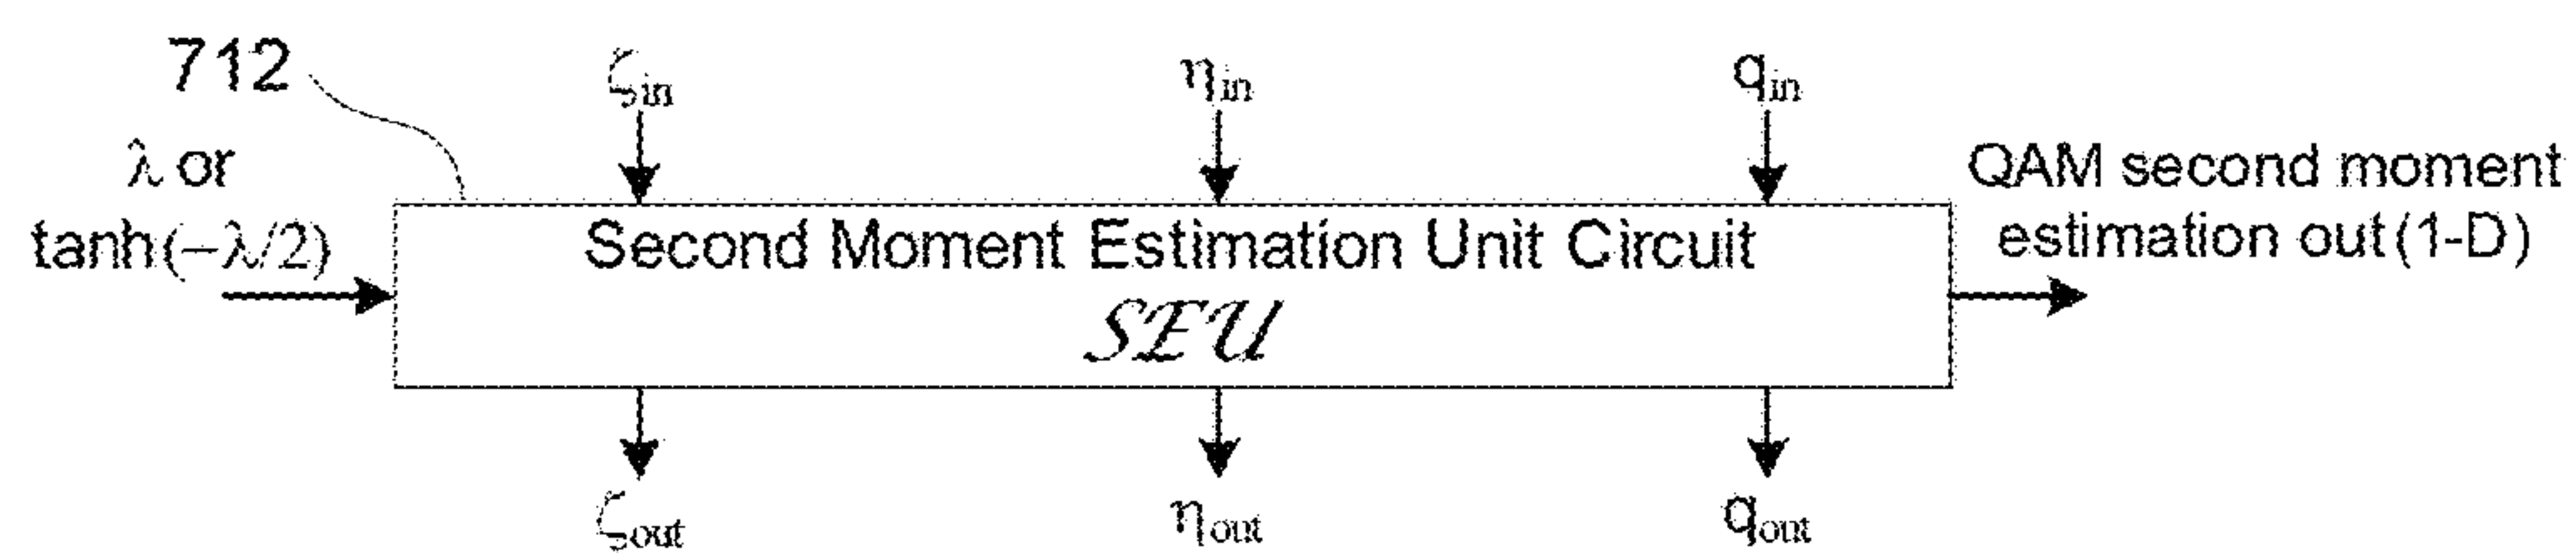 712
ζin
ηin
qin
λ or
tanh(−λ/2)
Second Moment Estimation Unit Circuit
SEU
QAM second moment
estimation out (1-D)
ζout
ηout
qout